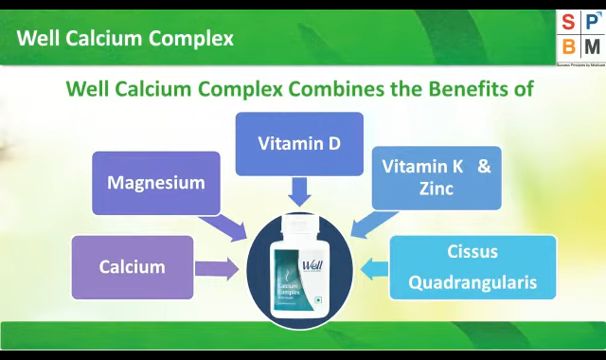 Well Calcium Complex
S P
B M
Well Calcium Complex Combines the Benefits of
Vitamin D
Magnesium
Vitamin K &
Zinc
Calcium
Cissus
Quadrangularis
Well
Calcium
Complex